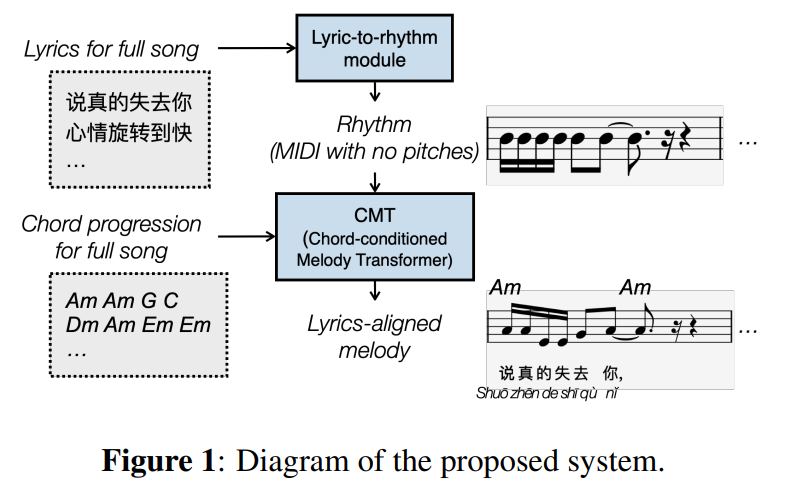 Lyrics for full song
说真的失去你
心情旋转到快
...
Lyric-to-rhythm
module
Rhythm
(MIDI with no pitches)
...
Chord progression
for full song
Am Am G C
Dm Am Em Em
...
CMT
(Chord-conditioned
Melody Transformer)
Lyrics-aligned
melody
Am Am
...
说真的失去 你,
Shuō zhēn de shī qù nǐ
Figure 1: Diagram of the proposed system.